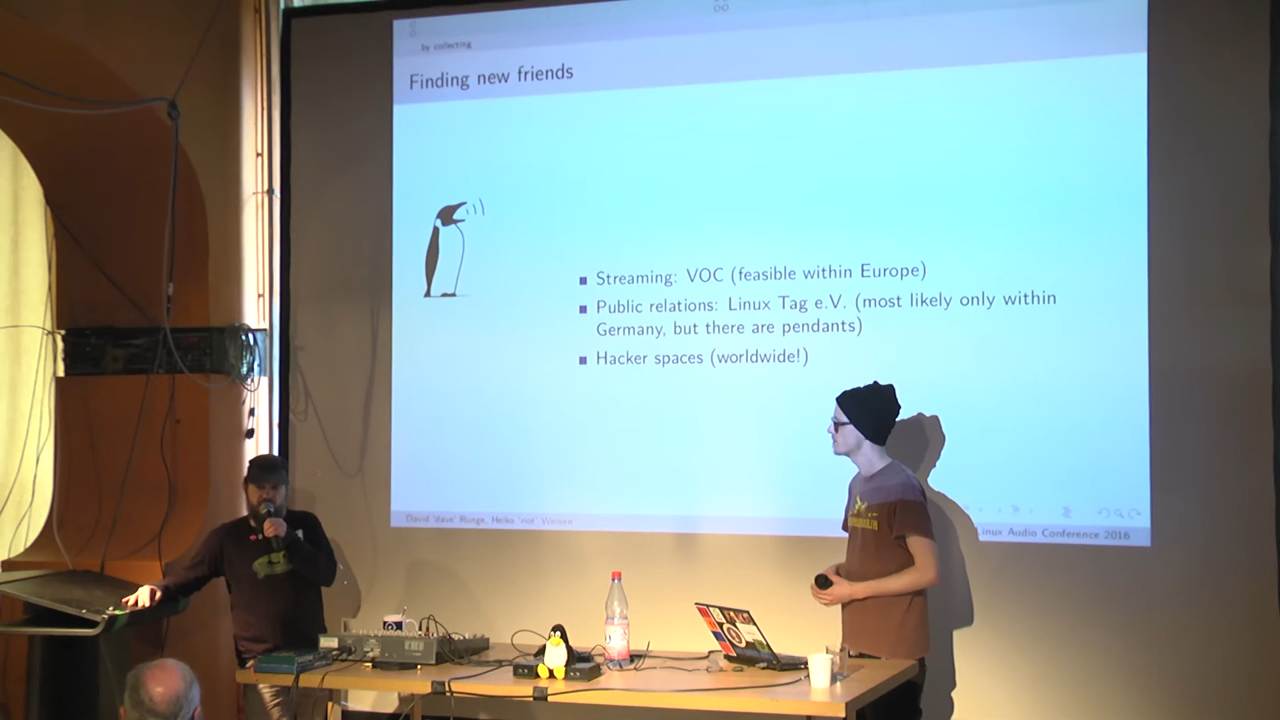 by collecting
Finding new friends
Streaming: VOC (feasible within Europe)
Public relations: Linux Tag e.V. (most likely only within
Germany, but there are pendants)
Hacker spaces (worldwide!)
David 'dave' Runge, Heiko 'riot' Weinen
Linux Audio Conference 2016